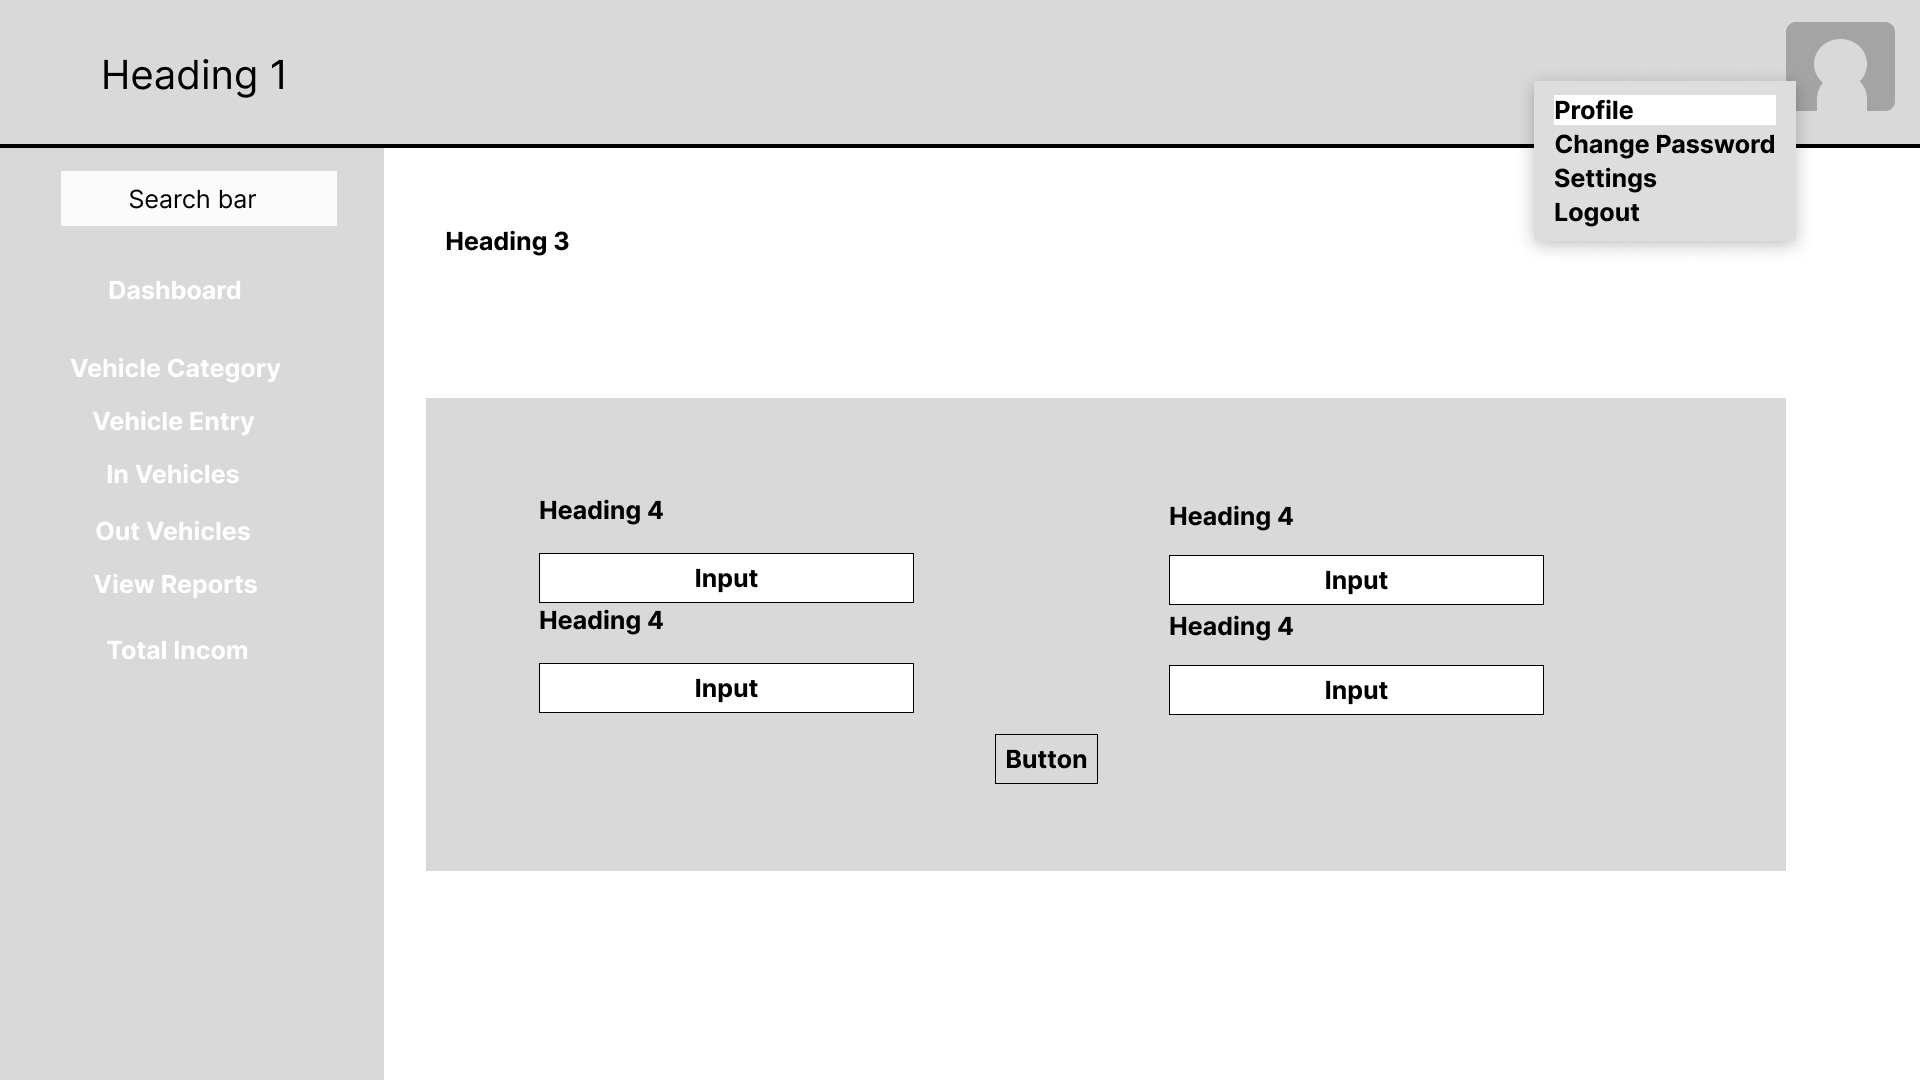 Heading 1
Profile
Change Password
Settings
Logout
Search bar
Dashboard
Vehicle Category
Vehicle Entry
In Vehicles
Out Vehicles
View Reports
Total Incom
Heading 3
Heading 4
Input
Heading 4
Input
Heading 4
Input
Heading 4
Input
Button